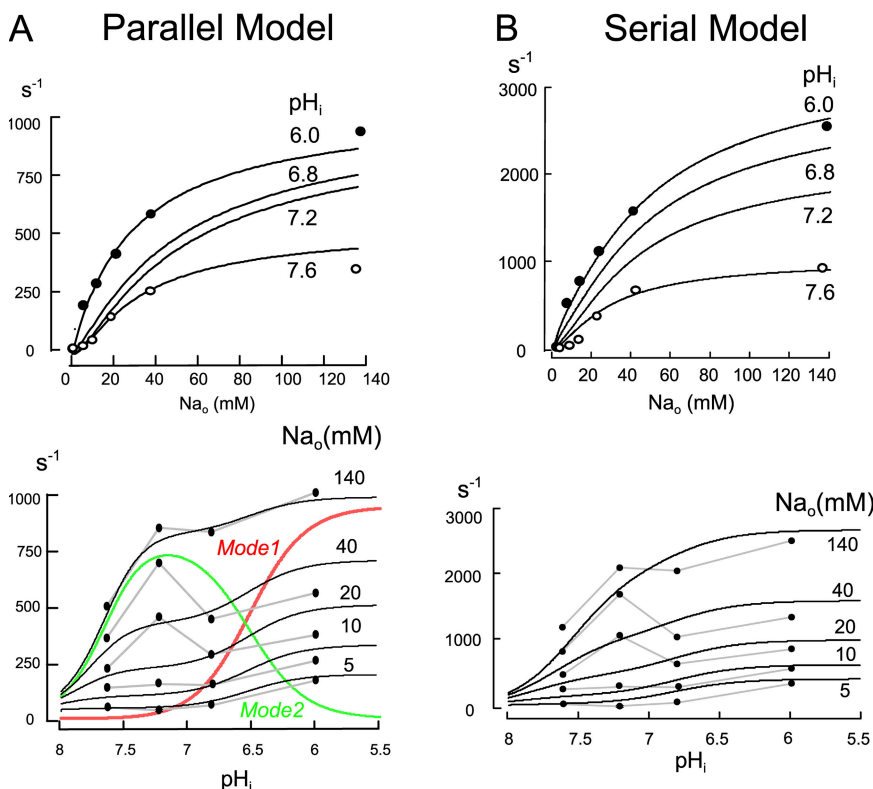 A Parallel Model
s⁻¹
pHᵢ
1000
750
500
250
0
6.0
6.8
7.2
7.6
0 20 40 60 80 100 120 140
Naₒ (mM)
B Serial Model
s⁻¹
pHᵢ
3000
2000
1000
0
6.0
6.8
7.2
7.6
0 20 40 60 80 100 120 140
Naₒ (mM)
Naₒ(mM)
s⁻¹
1000
750
500
250
0
140
40
20
10
5
Mode1
Mode2
8 7.5 7 6.5 6 5.5
pHᵢ
s⁻¹
Naₒ(mM)
3000
2000
1000
0
140
40
20
10
5
8 7.5 7 6.5 6 5.5
pHᵢ